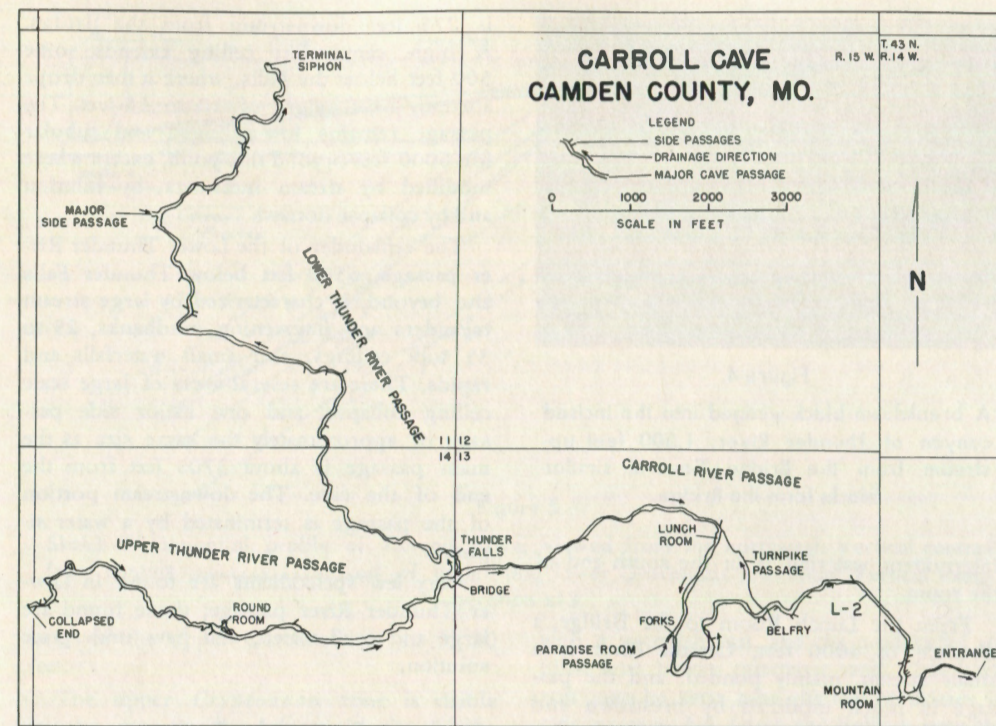 TERMINAL
SIPHON
CARROLL CAVE
CAMDEN COUNTY, MO.
T. 43 N.
R. 15 W. R. 14 W.
LEGEND
SIDE PASSAGES
DRAINAGE DIRECTION
MAJOR CAVE PASSAGE
0 1000 2000 3000
SCALE IN FEET
MAJOR
SIDE PASSAGE
N
LOWER THUNDER RIVER PASSAGE
11 12
14 13
CARROLL RIVER PASSAGE
LUNCH
ROOM
THUNDER
FALLS
TURNPIKE
PASSAGE
UPPER THUNDER RIVER PASSAGE
BRIDGE
ROUND
ROOM
COLLAPSED
END
FORKS
L-2
BELFRY
PARADISE ROOM
PASSAGE
ENTRANCE
MOUNTAIN
ROOM